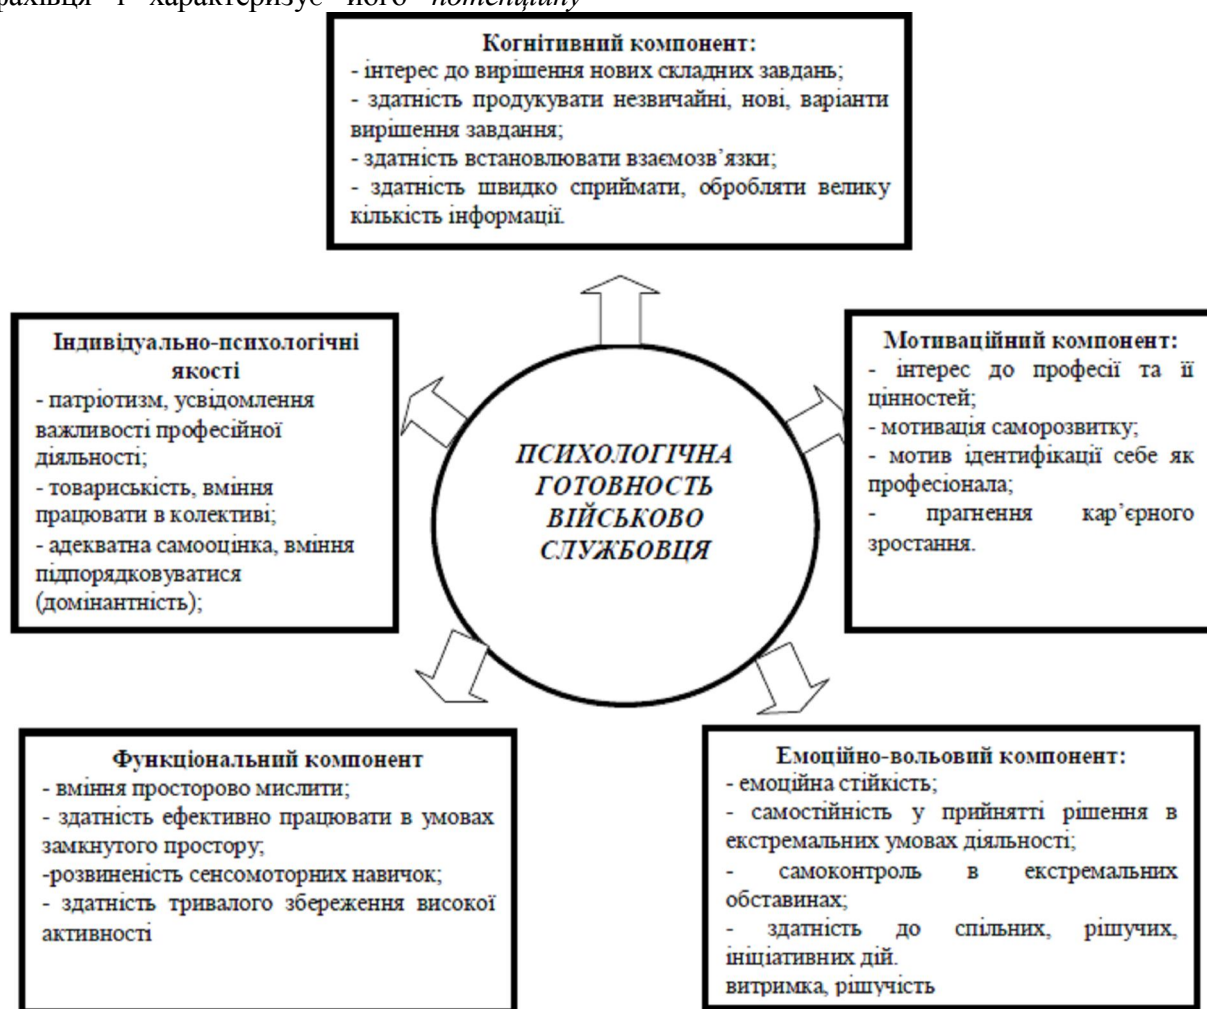 фахівця і характеризує його потенційну
Когнітивний компонент:
- інтерес до вирішення нових складних завдань;
- здатність продукувати незвичайні, нові, варіанти
вирішення завдання;
- здатність встановлювати взаємозв’язки;
- здатність швидко сприймати, обробляти велику
кількість інформації.
Індивідуально-психологічні
якості
- патріотизм, усвідомлення
важливості професійної
діяльності;
- товариськість, вміння
працювати в колективі;
- адекватна самооцінка, вміння
підпорядковуватися
(домінантність);
ПСИХОЛОГІЧНА
ГОТОВНОСТЬ
ВІЙСЬКОВО
СЛУЖБОВЦЯ
Мотиваційний компонент:
- інтерес до професії та її
цінностей;
- мотивація саморозвитку;
- мотив ідентифікації себе як
професіонала;
- прагнення кар’єрного
зростання.
Функціональний компонент
- вміння просторово мислити;
- здатність ефективно працювати в умовах
замкнутого простору;
-розвиненість сенсомоторних навичок;
- здатність тривалого збереження високої
активності
Емоційно-вольовий компонент:
- емоційна стійкість;
- самостійність у прийнятті рішення в
екстремальних умовах діяльності;
- самоконтроль в екстремальних
обставинах;
- здатність до спільних, рішучих,
ініціативних дій.
витримка, рішучість